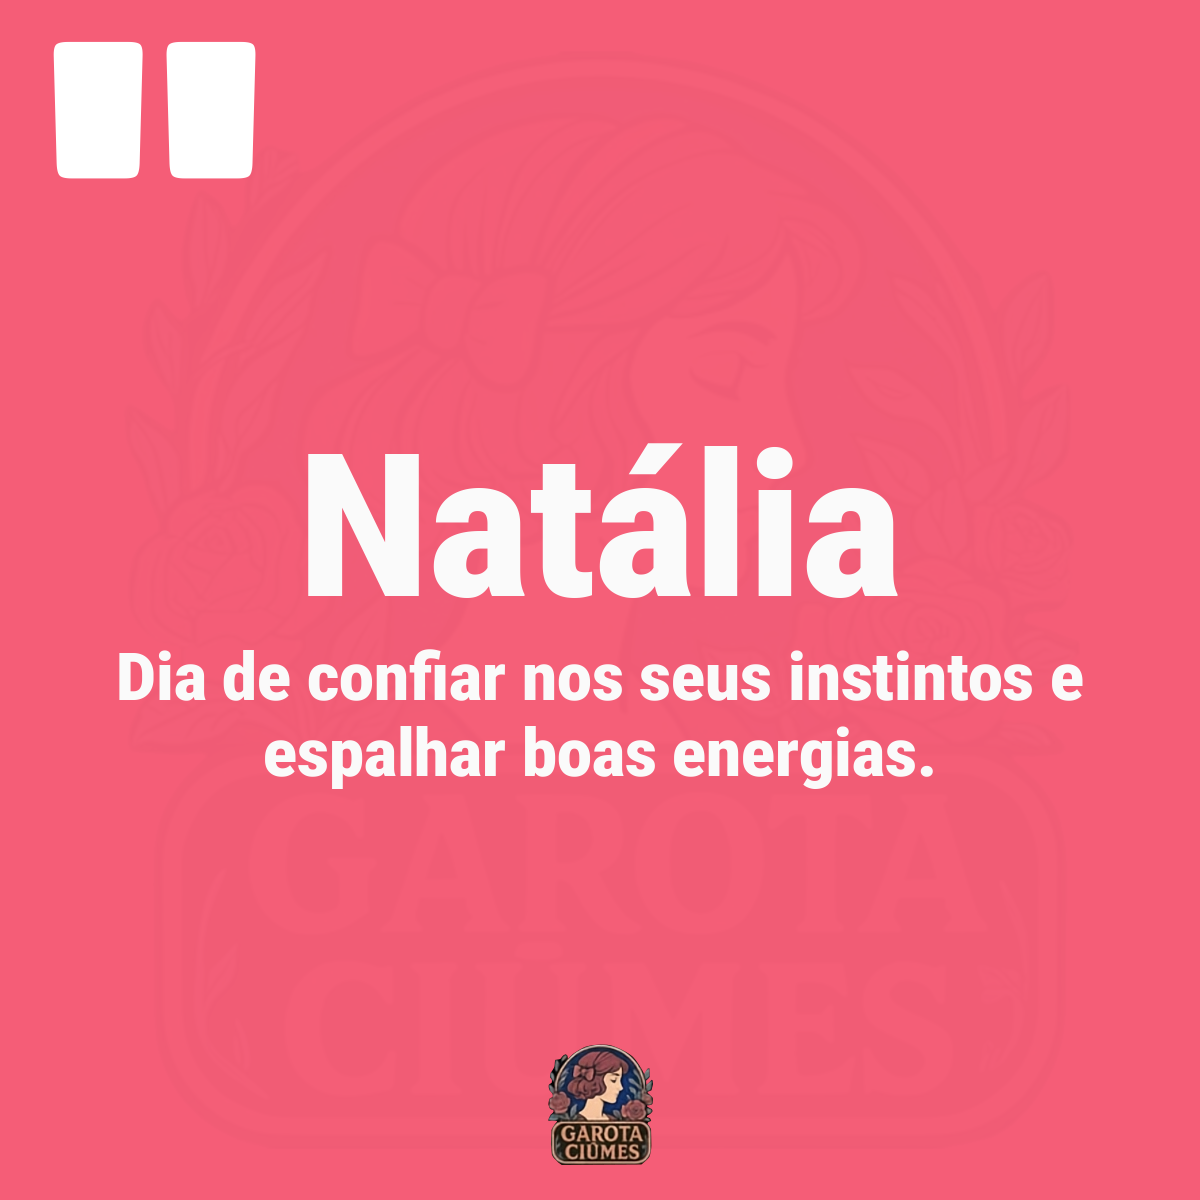 Natália
Dia de confiar nos seus instintos e
espalhar boas energias.
GAROTA
CIÚMES
GAROTA
CIÚMES